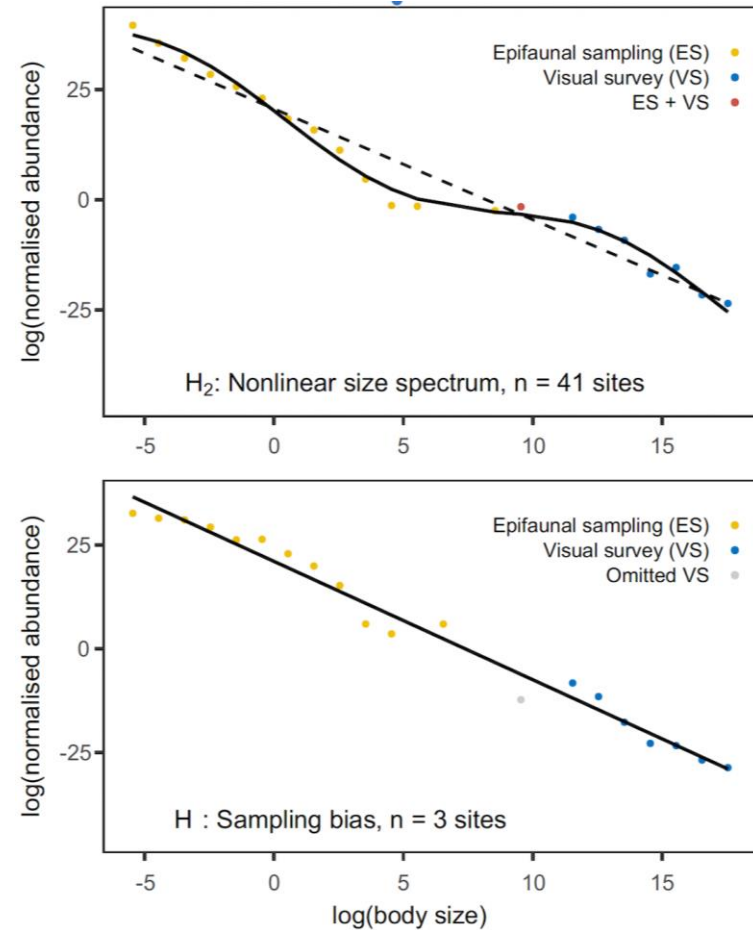 log(normalised abundance)
25
0
-25
Epifaunal sampling (ES)
Visual survey (VS)
ES + VS
H₂: Nonlinear size spectrum, n = 41 sites
-5 0 5 10 15
log(normalised abundance)
25
0
-25
Epifaunal sampling (ES)
Visual survey (VS)
Omitted VS
H : Sampling bias, n = 3 sites
-5 0 5 10 15
log(body size)